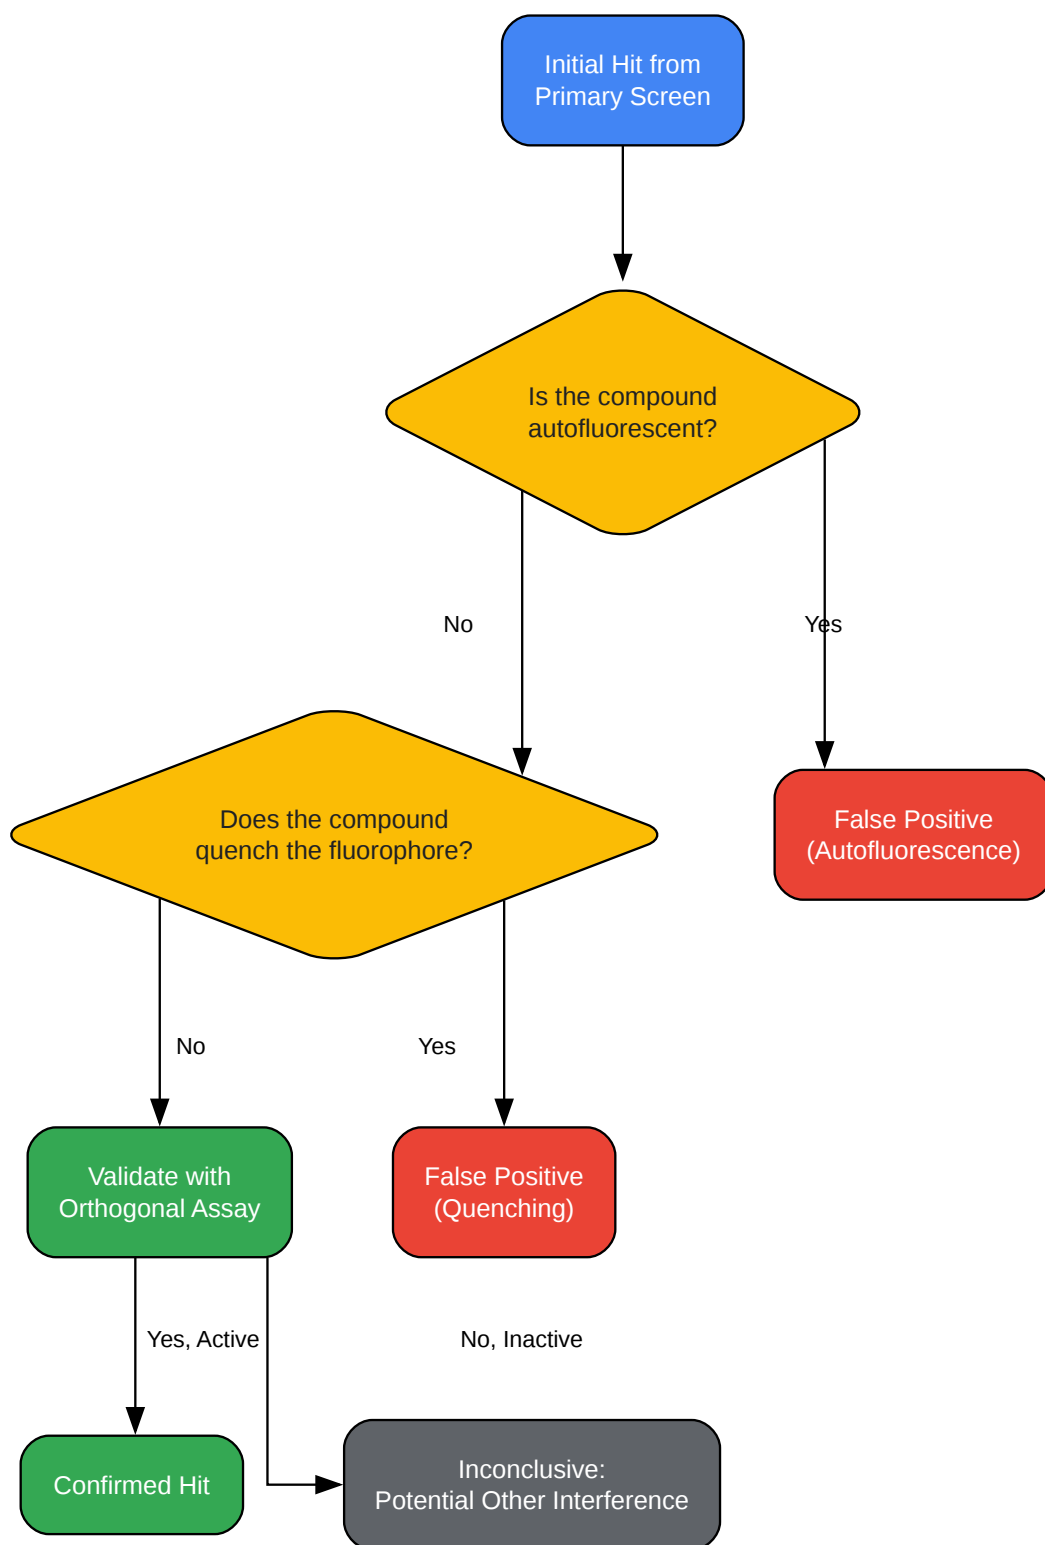 Initial Hit from
Primary Screen
Is the compound
autofluorescent?
No
Yes
Does the compound
quench the fluorophore?
False Positive
(Autofluorescence)
No
Yes
Validate with
Orthogonal Assay
False Positive
(Quenching)
Yes, Active
No, Inactive
Confirmed Hit
Inconclusive:
Potential Other Interference